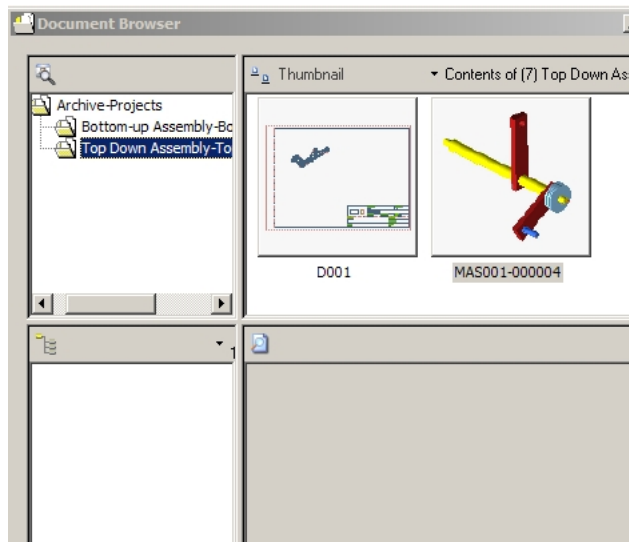 Document Browser
Thumbnail
Contents of (7) Top Down As
Archive-Projects
Bottom-up Assembly-Bo
Top Down Assembly-To
D001
MAS001-000004